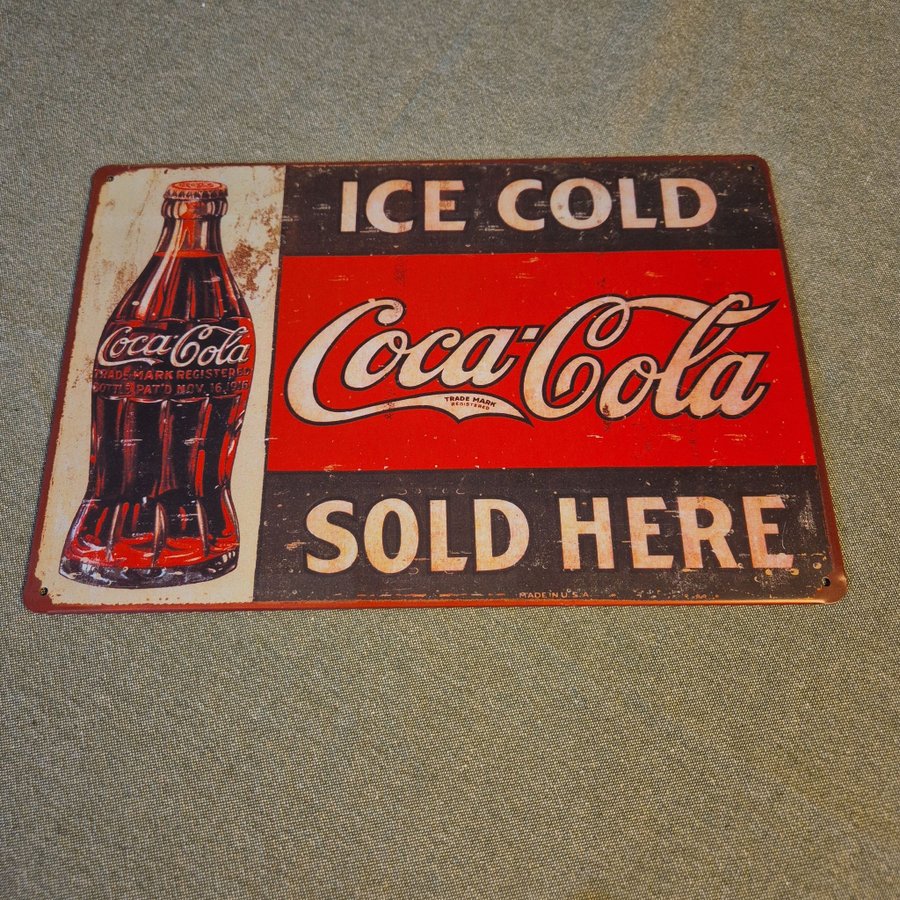 ICE COLD
Coca-Cola
TRADE MARK
REGISTERED
SOLD HERE
MADE IN U.S.A.
Coca-Cola
TRADE-MARK REGISTERED
BOTTLE PAT'D NOV. 16, 1915